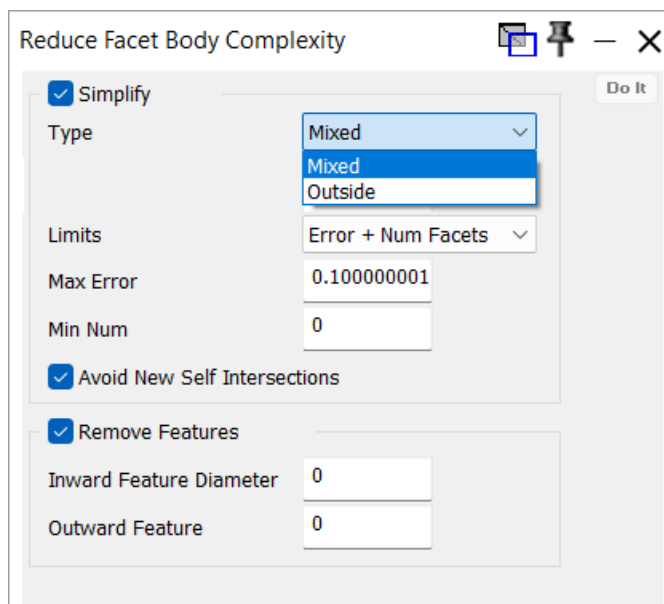 Reduce Facet Body Complexity
Do It
Simplify
Type Mixed
Mixed
Outside
Limits Error + Num Facets
Max Error 0.100000001
Min Num 0
Avoid New Self Intersections
Remove Features
Inward Feature Diameter 0
Outward Feature 0